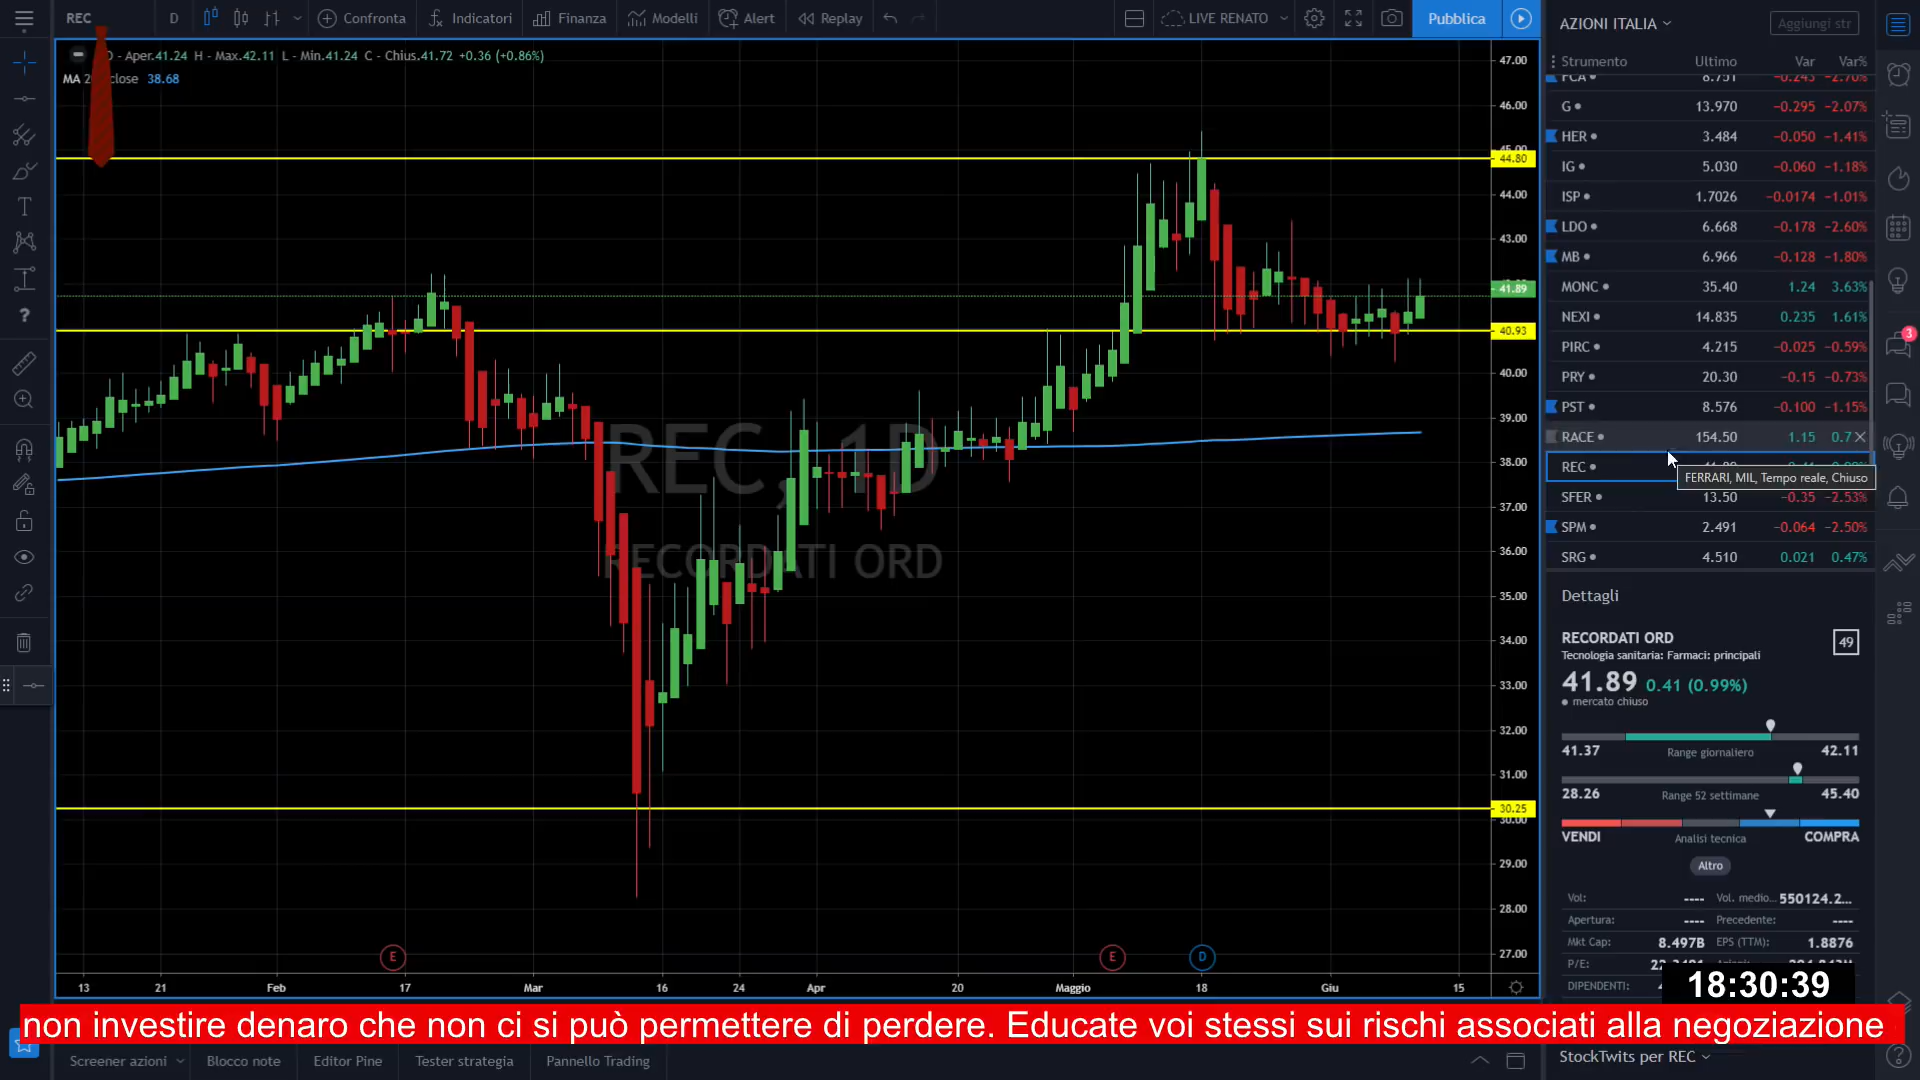 REC D Confronta Indicatori Finanza Modelli Alert Replay LIVE RENATO Pubblica
Aper.41.24 H - Max.42.11 L - Min.41.24 C - Chius.41.72 +0.36 (+0.86%)
MA close 38.68
REC, 1D
RECORDATI ORD
47.00
46.00
44.80
44.00
43.00
41.89
40.93
40.00
39.00
38.00
37.00
36.00
35.00
34.00
33.00
32.00
31.00
30.25
30.00
29.00
28.00
27.00
E E D
13 21 Feb 17 Mar 16 24 Apr 20 Maggio 18 Giu 15
AZIONI ITALIA Aggiungi str
Strumento Ultimo Var Var%
FCA 8.751 −0.243 −2.70%
G 13.970 −0.295 −2.07%
HER 3.484 −0.050 −1.41%
IG 5.030 −0.060 −1.18%
ISP 1.7026 −0.0174 −1.01%
LDO 6.668 −0.178 −2.60%
MB 6.966 −0.128 −1.80%
MONC 35.40 1.24 3.63%
NEXI 14.835 0.235 1.61%
PIRC 4.215 −0.025 −0.59%
PRY 20.30 −0.15 −0.73%
PST 8.576 −0.100 −1.15%
RACE 154.50 1.15 0.7
REC
FERRARI, MIL, Tempo reale, Chiuso
SFER 13.50 −0.35 −2.53%
SPM 2.491 −0.064 −2.50%
SRG 4.510 0.021 0.47%
3
Dettagli
RECORDATI ORD 49
Tecnologia sanitaria: Farmaci: principali
41.89 0.41 (0.99%)
mercato chiuso
41.37 Range giornaliero 42.11
28.26 Range 52 settimane 45.40
VENDI Analisi tecnica COMPRA
Altro
Vol: ---- Vol. medio... 550124.2...
Apertura: ---- Precedente: ----
Mkt Cap: 8.497B EPS (TTM): 1.8876
P/E:
DIPENDENTI:
18:30:39
non investire denaro che non ci si può permettere di perdere. Educate voi stessi sui rischi associati alla negoziazione
Screener azioni Blocco note Editor Pine Tester strategia Pannello Trading
StockTwits per REC